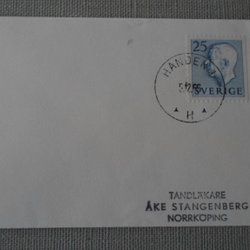 25
SVERIGE
HANDEN
H
TANDLÄKARE
ÅKE STANGENBERG
NORRKÖPING